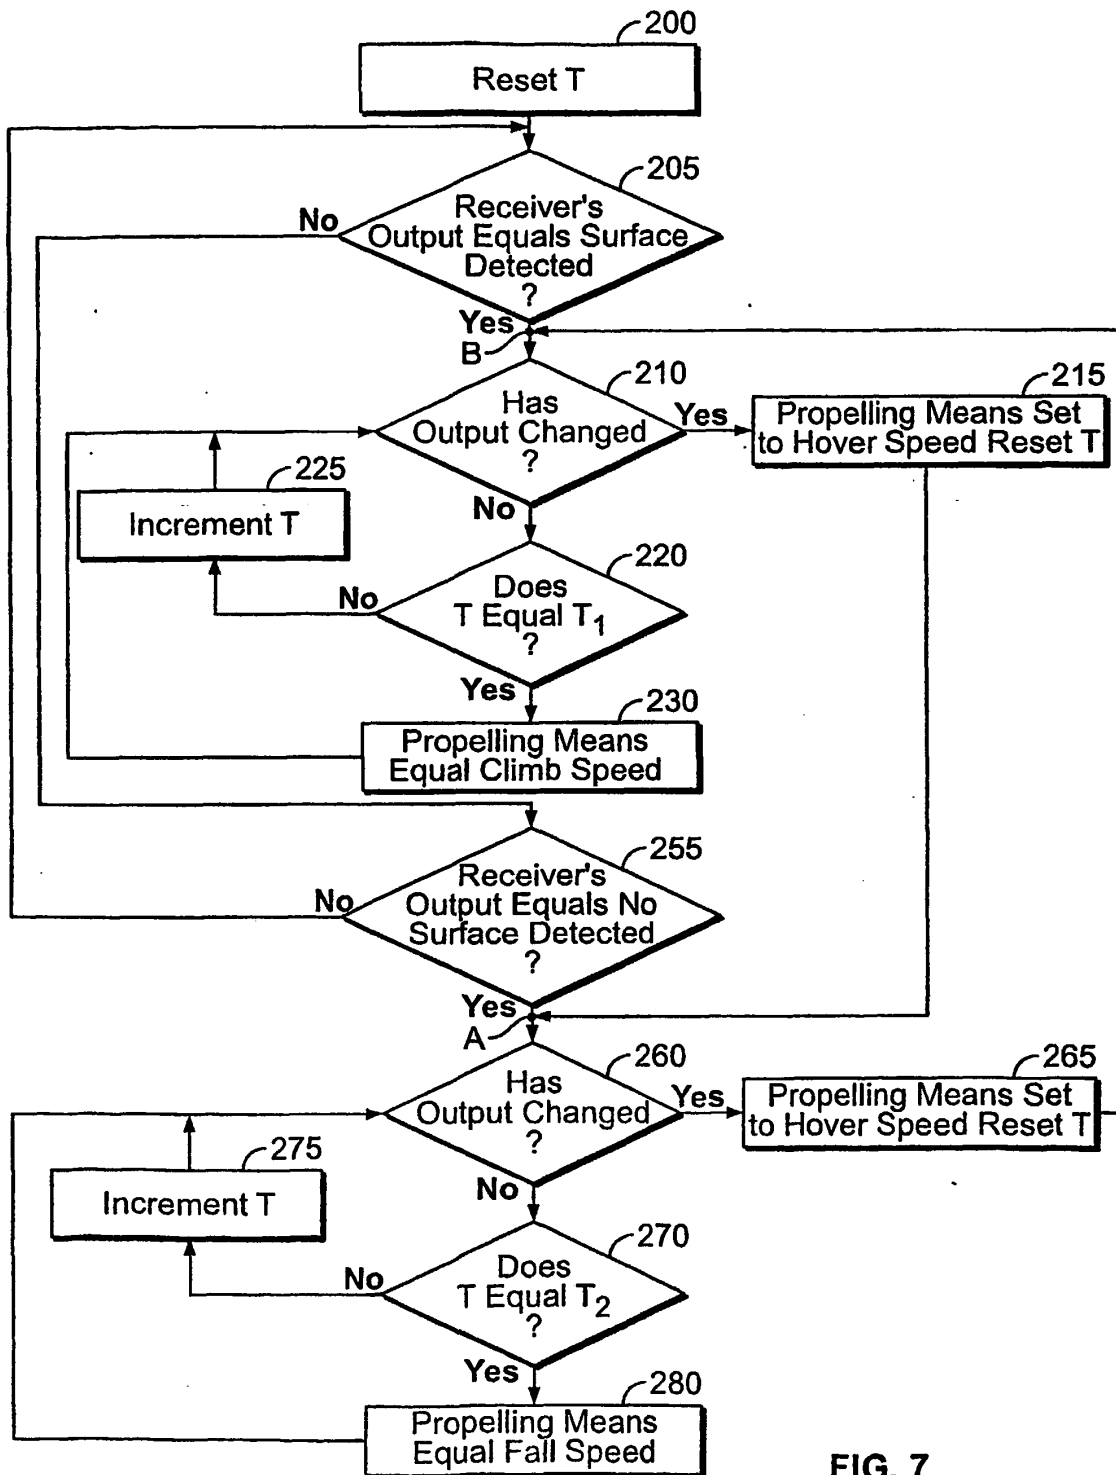 200
Reset T
205
Receiver's
Output Equals Surface
Detected
?
No
Yes
B
210
Has
Output Changed
?
Yes
215
Propelling Means Set
to Hover Speed Reset T
225
Increment T
No
220
Does
T Equal T1
?
No
Yes
230
Propelling Means
Equal Climb Speed
255
Receiver's
Output Equals No
Surface Detected
?
No
Yes
A
260
Has
Output Changed
?
Yes
265
Propelling Means Set
to Hover Speed Reset T
275
Increment T
No
270
Does
T Equal T2
?
No
Yes
280
Propelling Means
Equal Fall Speed
FIG. 7